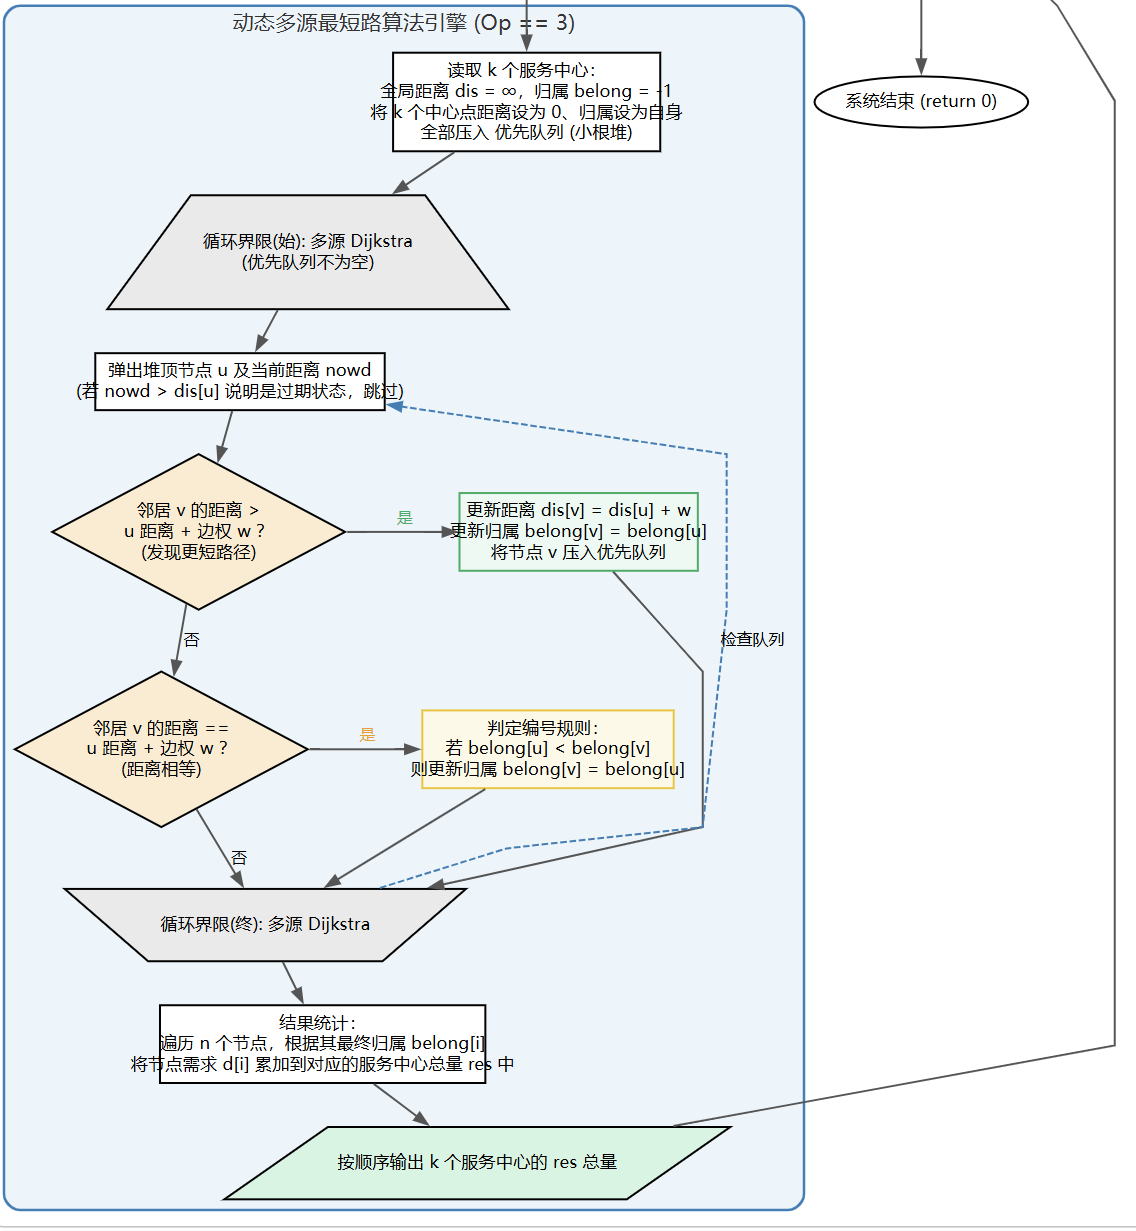 动态多源最短路算法引擎 (Op == 3)
读取 k 个服务中心：
全局距离 dis = ∞，归属 belong = -1
将 k 个中心点距离设为 0、归属设为自身
全部压入 优先队列 (小根堆)
系统结束 (return 0)
循环界限(始): 多源 Dijkstra
(优先队列不为空)
弹出堆顶节点 u 及当前距离 nowd
(若 nowd > dis[u] 说明是过期状态，跳过)
邻居 v 的距离 >
u 距离 + 边权 w ?
(发现更短路径)
是
更新距离 dis[v] = dis[u] + w
更新归属 belong[v] = belong[u]
将节点 v 压入优先队列
否
检查队列
邻居 v 的距离 ==
u 距离 + 边权 w ?
(距离相等)
是
判定编号规则：
若 belong[u] < belong[v]
则更新归属 belong[v] = belong[u]
否
循环界限(终): 多源 Dijkstra
结果统计：
遍历 n 个节点，根据其最终归属 belong[i]
将节点需求 d[i] 累加到对应的服务中心总量 res 中
按顺序输出 k 个服务中心的 res 总量